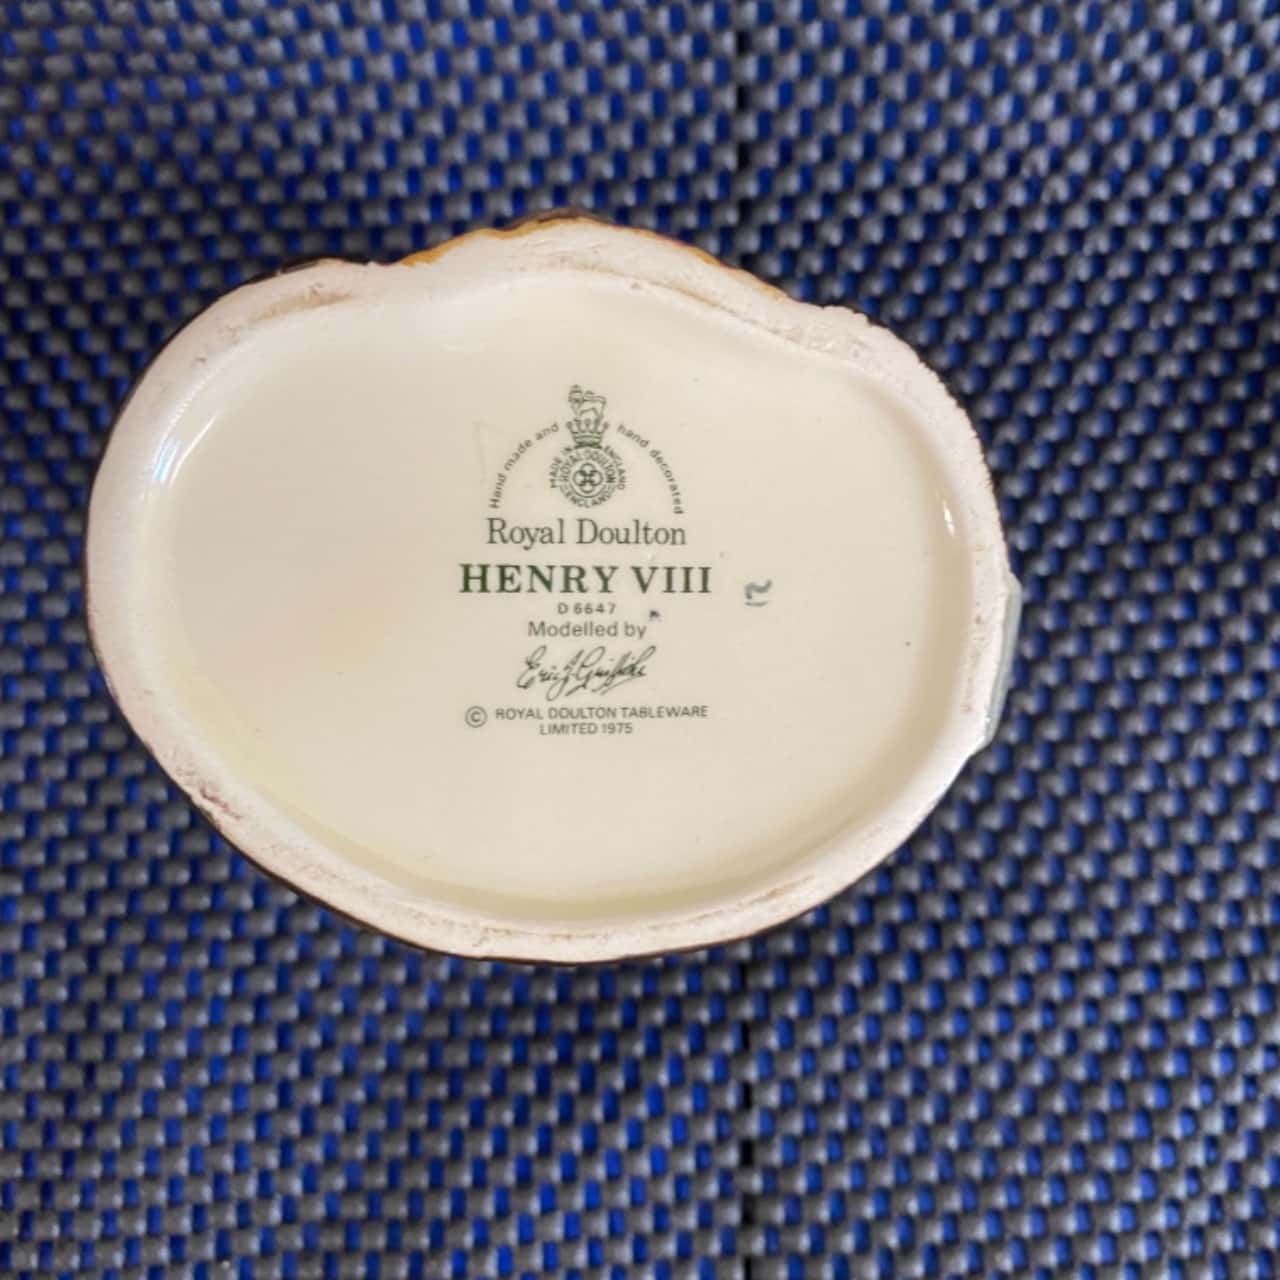 Hand made and hand decorated
MADE IN ENGLAND
ROYAL DOULTON
ENGLAND
Royal Doulton
HENRY VIII
D 6647
Modelled by
Eric J Griffiths
© ROYAL DOULTON TABLEWARE
LIMITED 1975